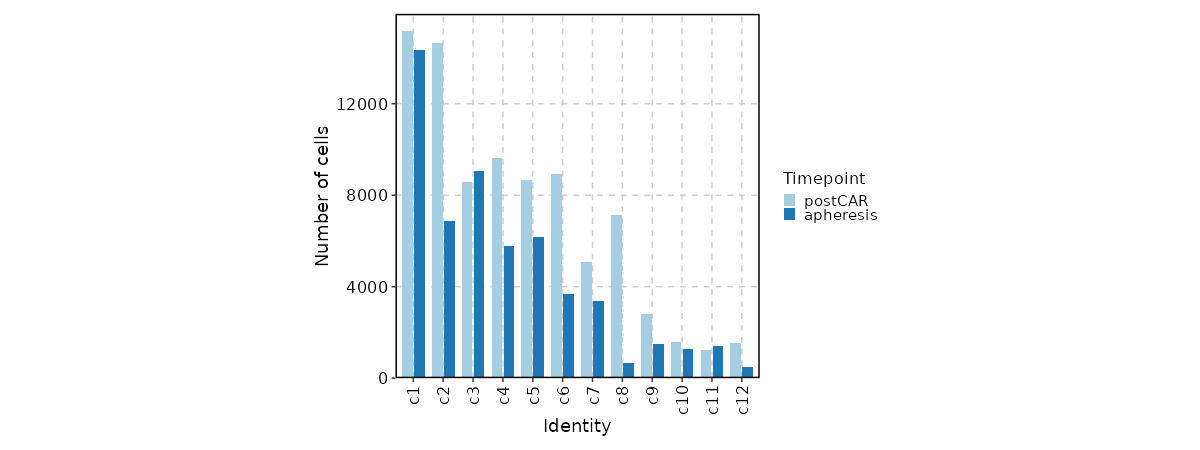 12000
8000
4000
0
Number of cells
c1 c2 c3 c4 c5 c6 c7 c8 c9 c10 c11 c12
Identity
Timepoint
postCAR
apheresis